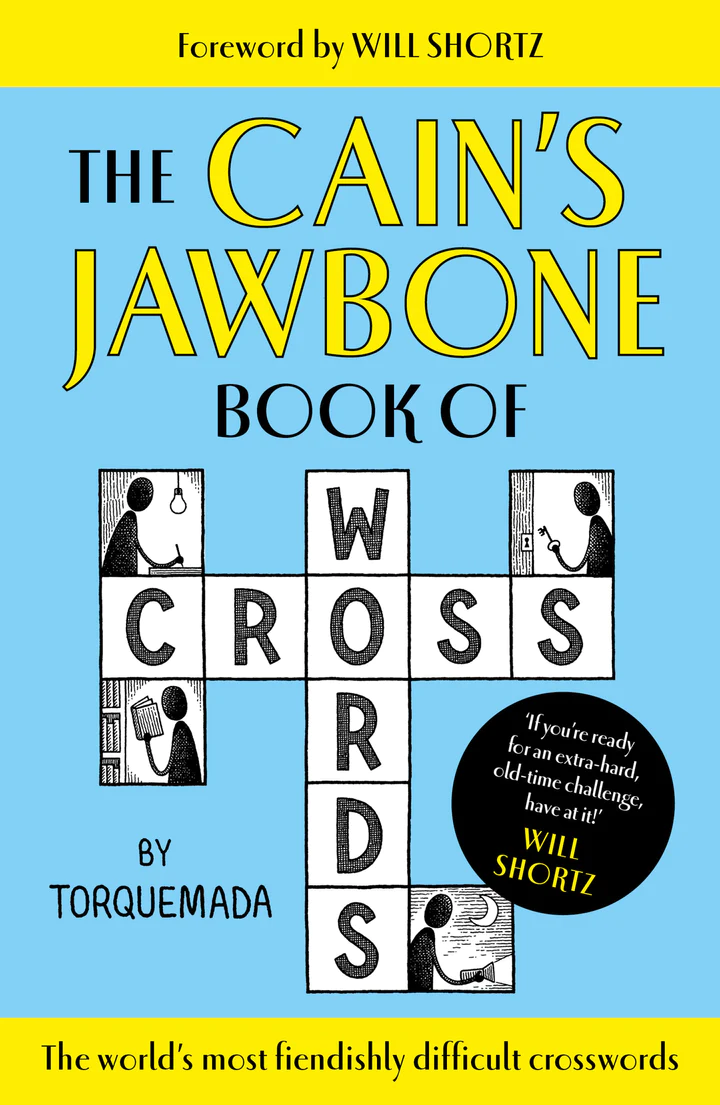 Foreword by WILL SHORTZ
THE CAIN'S
JAWBONE
BOOK OF
CROSS
WORDS
'If you're ready
for an extra-hard,
old-time challenge,
have at it!'
WILL
SHORTZ
BY
TORQUEMADA
The world's most fiendishly difficult crosswords